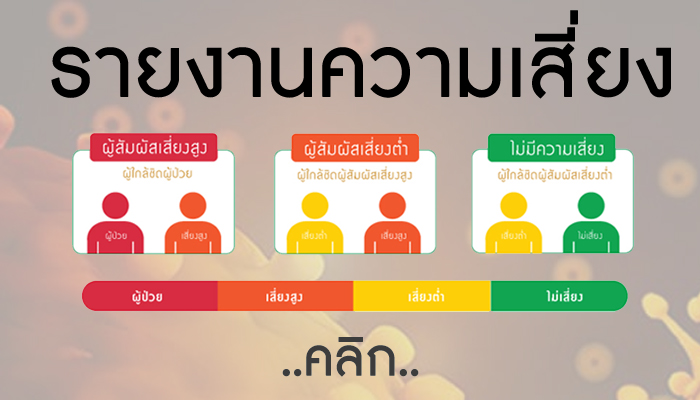 รายงานความเสี่ยง
ผู้สัมผัสเสี่ยงสูง
ผู้ใกล้ชิดผู้ป่วย
ผู้ป่วย
เสี่ยงสูง
ผู้สัมผัสเสี่ยงต่ำ
ผู้ใกล้ชิดผู้สัมผัสเสี่ยงสูง
เสี่ยงต่ำ
เสี่ยงสูง
ไม่มีความเสี่ยง
ผู้ใกล้ชิดผู้สัมผัสเสี่ยงต่ำ
เสี่ยงต่ำ
ไม่เสี่ยง
ผู้ป่วย เสี่ยงสูง เสี่ยงต่ำ ไม่เสี่ยง
..คลิก..